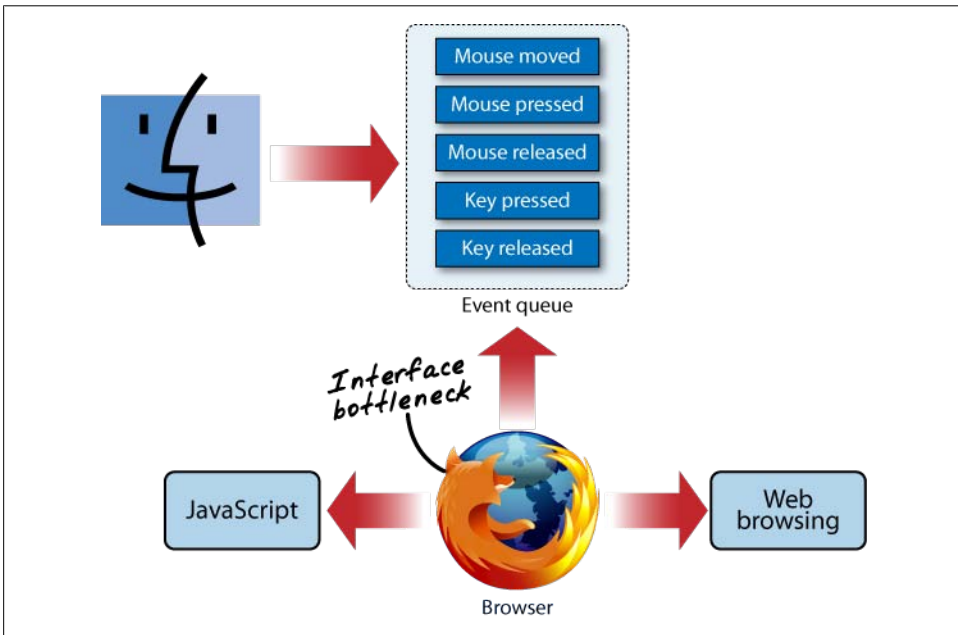 Mouse moved
Mouse pressed
Mouse released
Key pressed
Key released
Event queue
Interface
bottleneck
JavaScript
Web
browsing
Browser